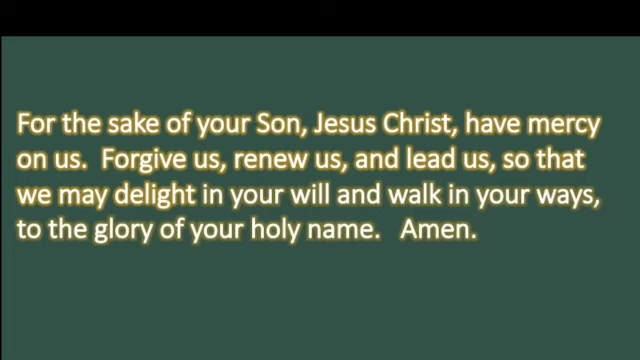 For the sake of your Son, Jesus Christ, have mercy
on us.  Forgive us, renew us, and lead us, so that
we may delight in your will and walk in your ways,
to the glory of your holy name.   Amen.